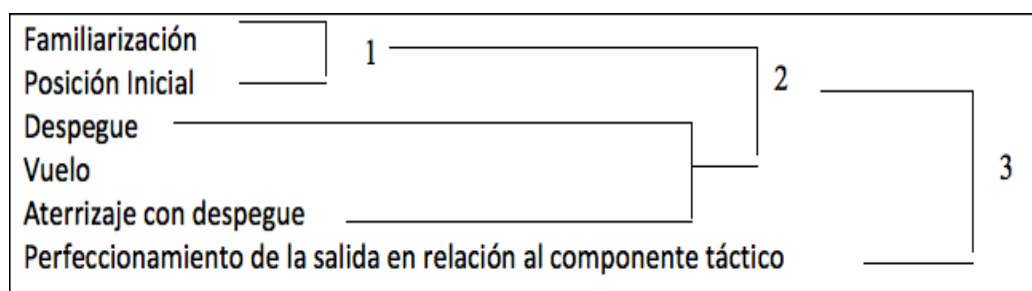 Familiarización
1
Posición Inicial
2
Despegue
Vuelo
3
Aterrizaje con despegue
Perfeccionamiento de la salida en relación al componente táctico